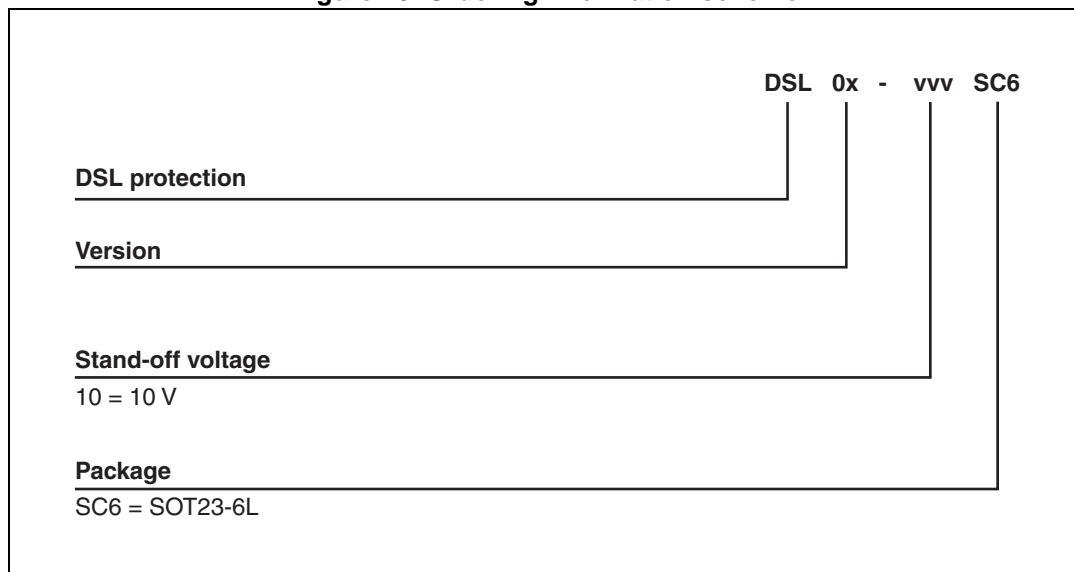 DSL 0x - vvv SC6
DSL protection
Version
Stand-off voltage
10 = 10 V
Package
SC6 = SOT23-6L